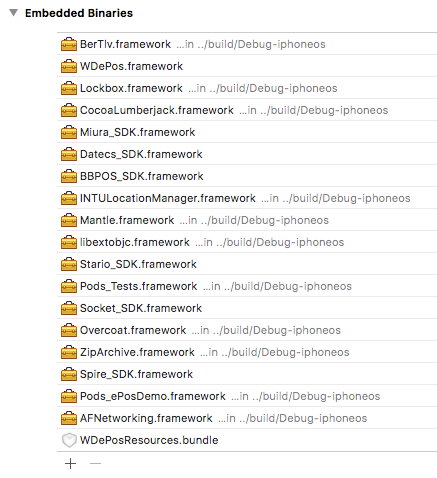 Embedded Binaries
BerTlv.framework ...in ../build/Debug-iphoneos
WDePos.framework
Lockbox.framework ...in ../build/Debug-iphoneos
CocoaLumberjack.framework ...in ../build/Debug-iphoneos
Miura_SDK.framework
Datecs_SDK.framework
BBPOS_SDK.framework
INTULocationManager.framework ...in ../build/Debug-iphoneos
Mantle.framework ...in ../build/Debug-iphoneos
libextobjc.framework ...in ../build/Debug-iphoneos
Stario_SDK.framework
Pods_Tests.framework ...in ../build/Debug-iphoneos
Socket_SDK.framework
Overcoat.framework ...in ../build/Debug-iphoneos
ZipArchive.framework ...in ../build/Debug-iphoneos
Spire_SDK.framework
Pods_ePosDemo.framework ...in ../build/Debug-iphoneos
AFNetworking.framework ...in ../build/Debug-iphoneos
WDePosResources.bundle